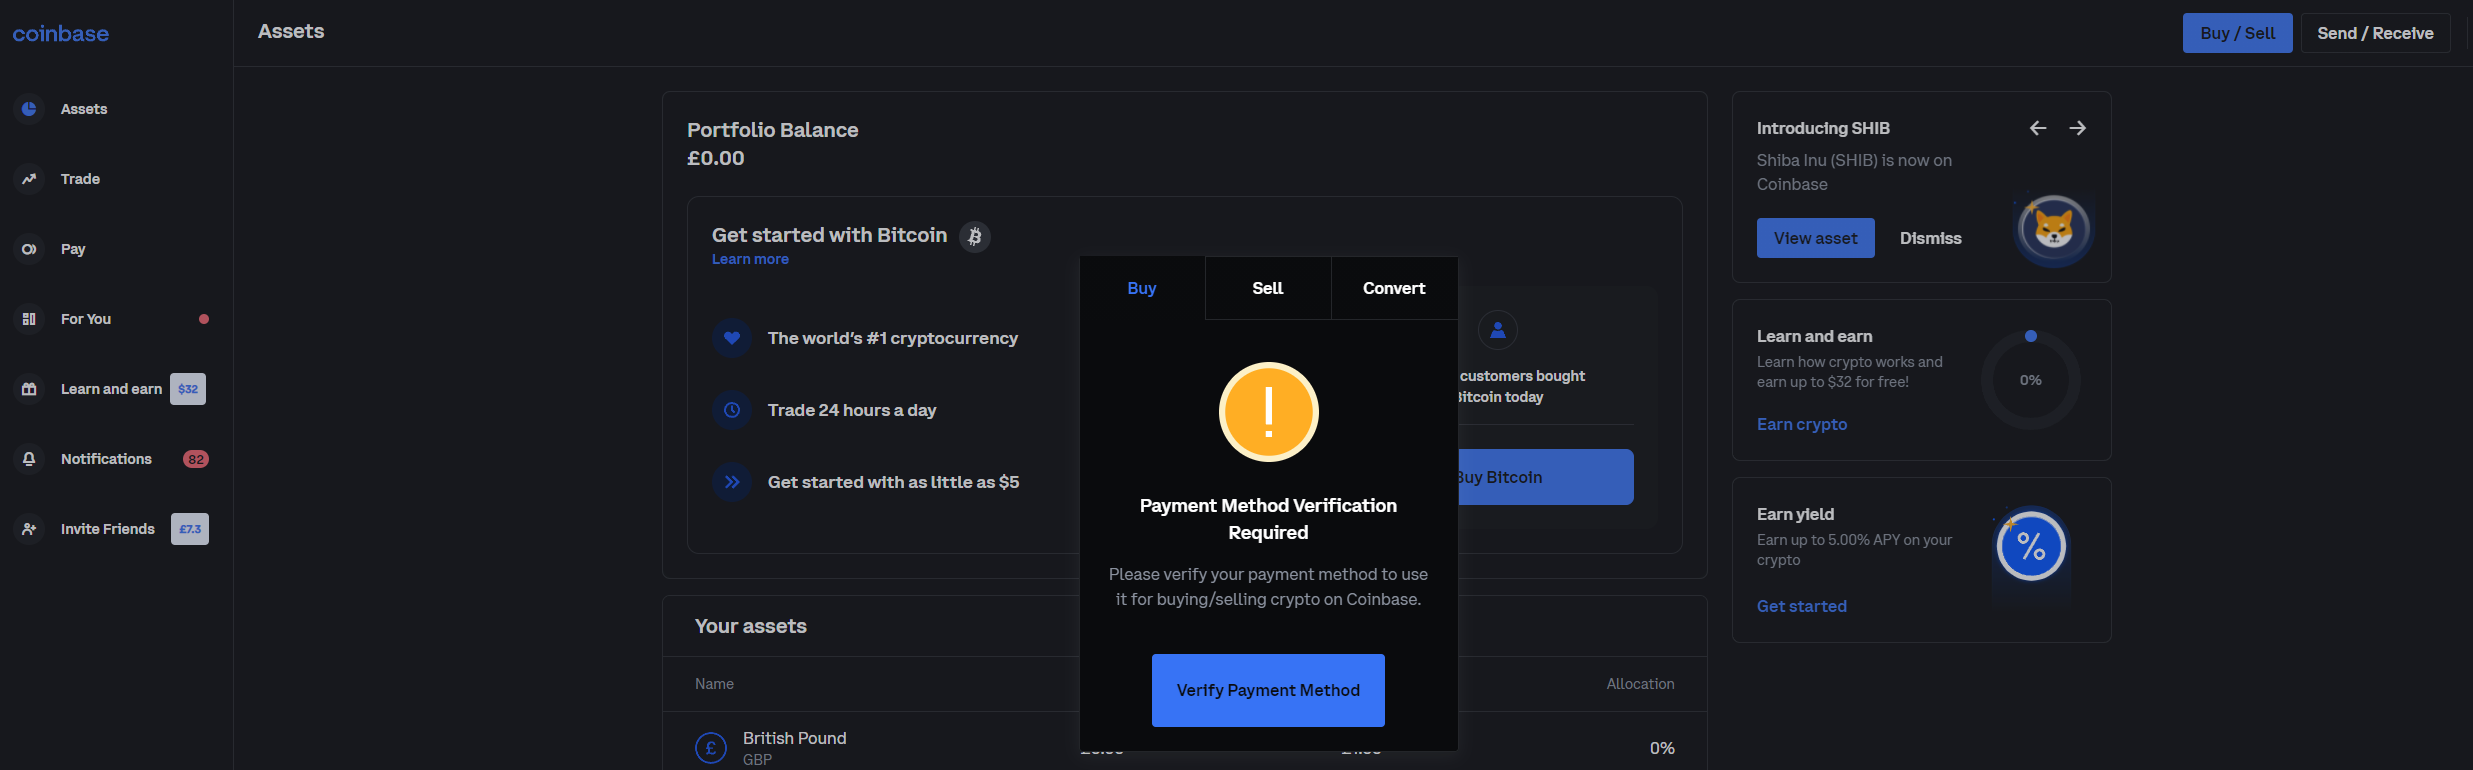 coinbase
Assets
Buy / Sell
Send / Receive
Assets
Trade
Pay
For You
Learn and earn $32
Notifications 82
Invite Friends £7.3
Portfolio Balance
£0.00
Get started with Bitcoin
Learn more
The world's #1 cryptocurrency
Trade 24 hours a day
Get started with as little as $5
customers bought
Bitcoin today
Buy Bitcoin
Buy
Sell
Convert
Payment Method Verification
Required
Please verify your payment method to use
it for buying/selling crypto on Coinbase.
Verify Payment Method
Your assets
Name
Allocation
£
British Pound
GBP
0%
Introducing SHIB
Shiba Inu (SHIB) is now on
Coinbase
View asset
Dismiss
Learn and earn
Learn how crypto works and
earn up to $32 for free!
0%
Earn crypto
Earn yield
Earn up to 5.00% APY on your
crypto
%
Get started